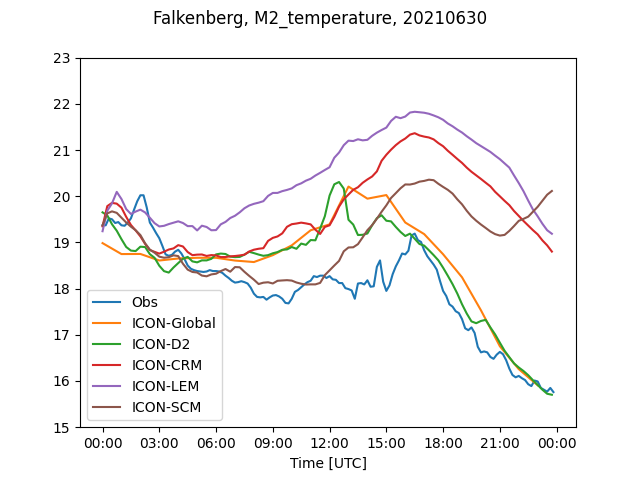 Falkenberg, M2_temperature, 20210630
23
22
21
20
19
18
17
16
15
Obs
ICON-Global
ICON-D2
ICON-CRM
ICON-LEM
ICON-SCM
00:00 03:00 06:00 09:00 12:00 15:00 18:00 21:00 00:00
Time [UTC]